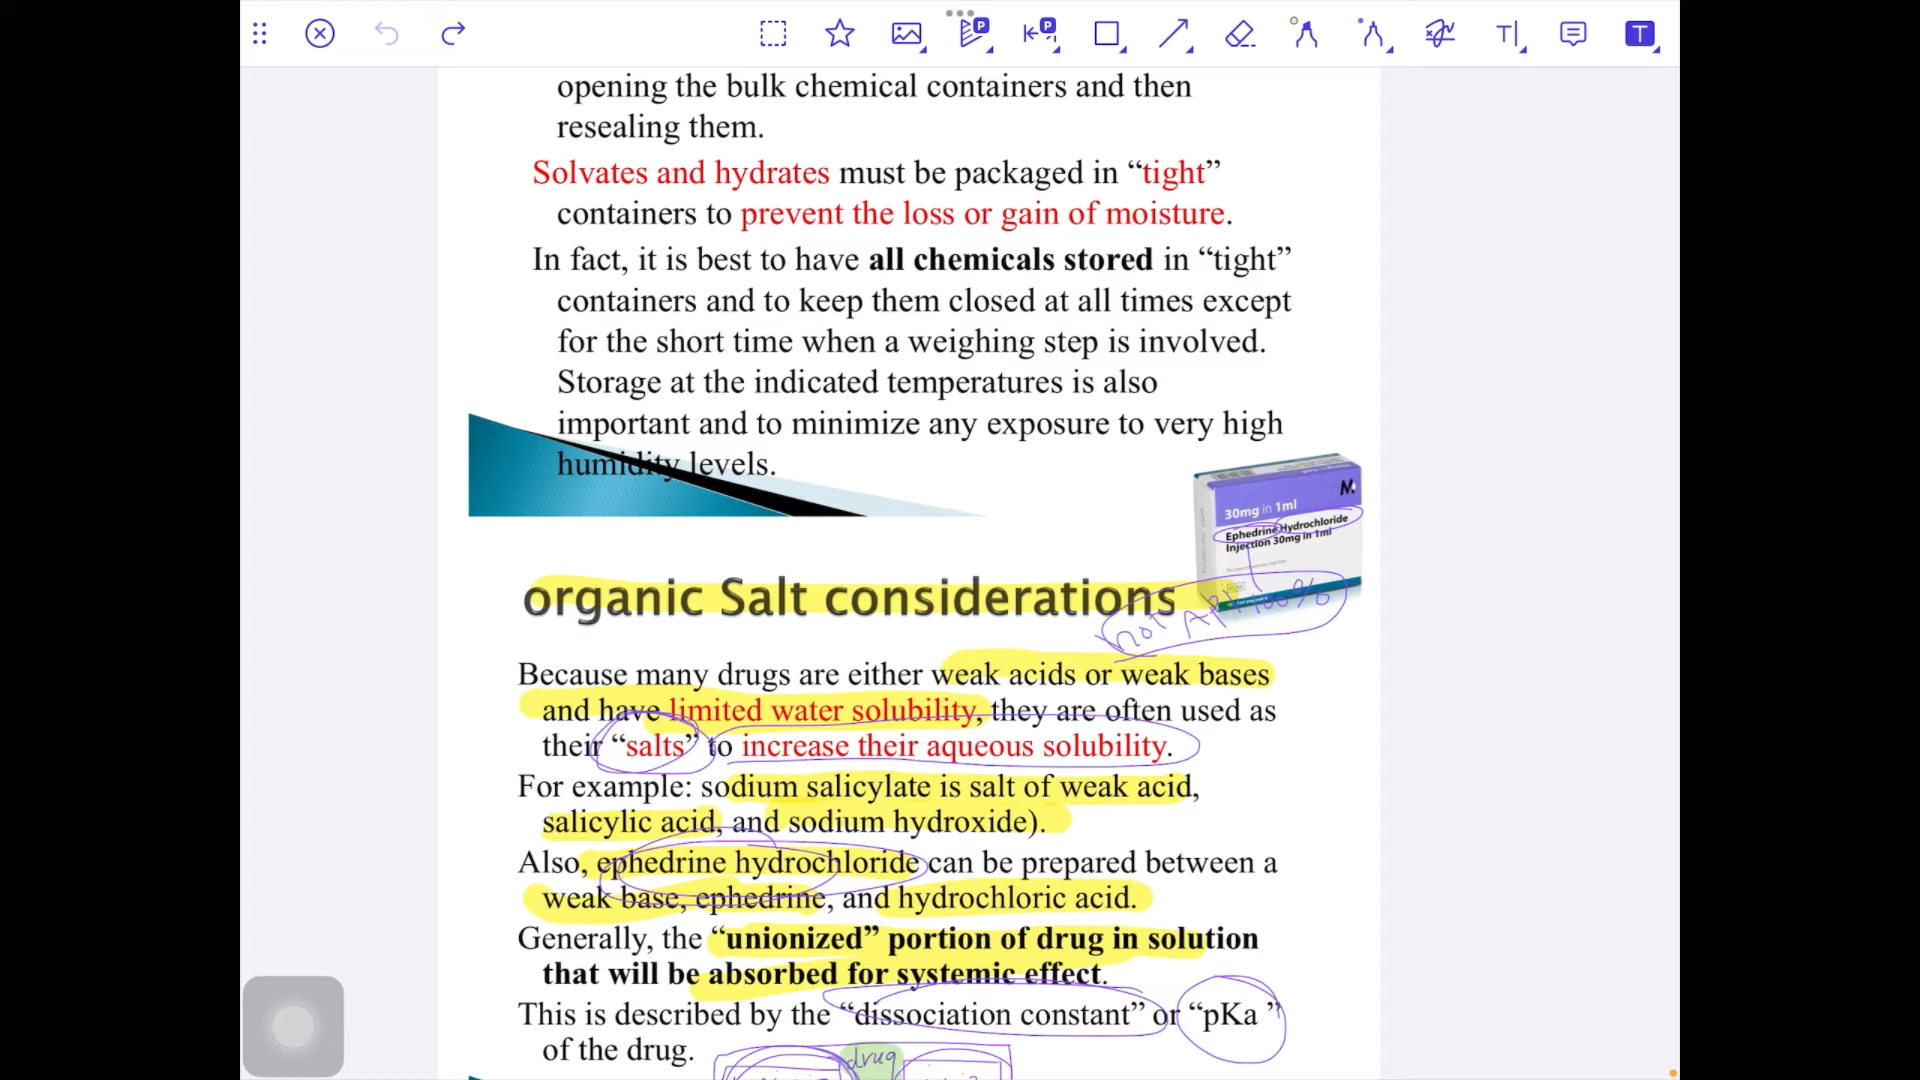 opening the bulk chemical containers and then
resealing them.
Solvates and hydrates must be packaged in “tight”
containers to prevent the loss or gain of moisture.
In fact, it is best to have all chemicals stored in “tight”
containers and to keep them closed at all times except
for the short time when a weighing step is involved.
Storage at the indicated temperatures is also
important and to minimize any exposure to very high
humidity levels.
30mg in 1ml
Ephedrine Hydrochloride
Injection 30mg in 1ml
organic Salt considerations
not API 100%
Because many drugs are either weak acids or weak bases
and have limited water solubility, they are often used as
their “salts” to increase their aqueous solubility.
For example: sodium salicylate is salt of weak acid,
salicylic acid, and sodium hydroxide).
Also, ephedrine hydrochloride can be prepared between a
weak base, ephedrine, and hydrochloric acid.
Generally, the “unionized” portion of drug in solution
that will be absorbed for systemic effect.
This is described by the “dissociation constant” or “pKa ”
of the drug.
drug